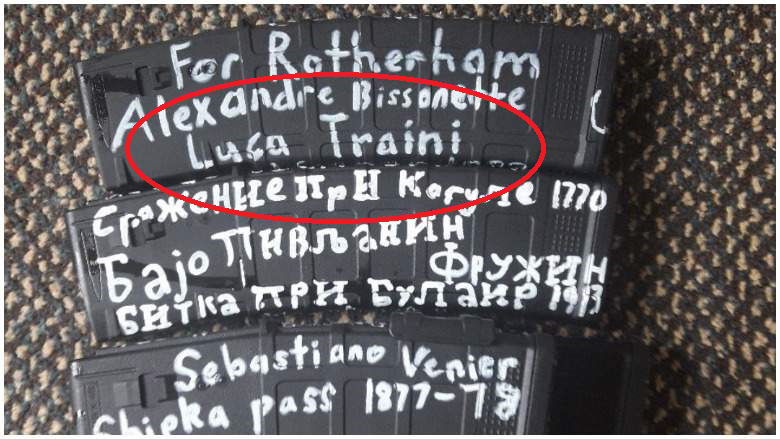 For Rotherham
Alexandre Bissonette
Luca Traini
Сражение при Кагуле 1770
Бајо Пивљанин
Фружин
Битка при Булаир 1913
Sebastiano Venier
Shipka pass 1877-78